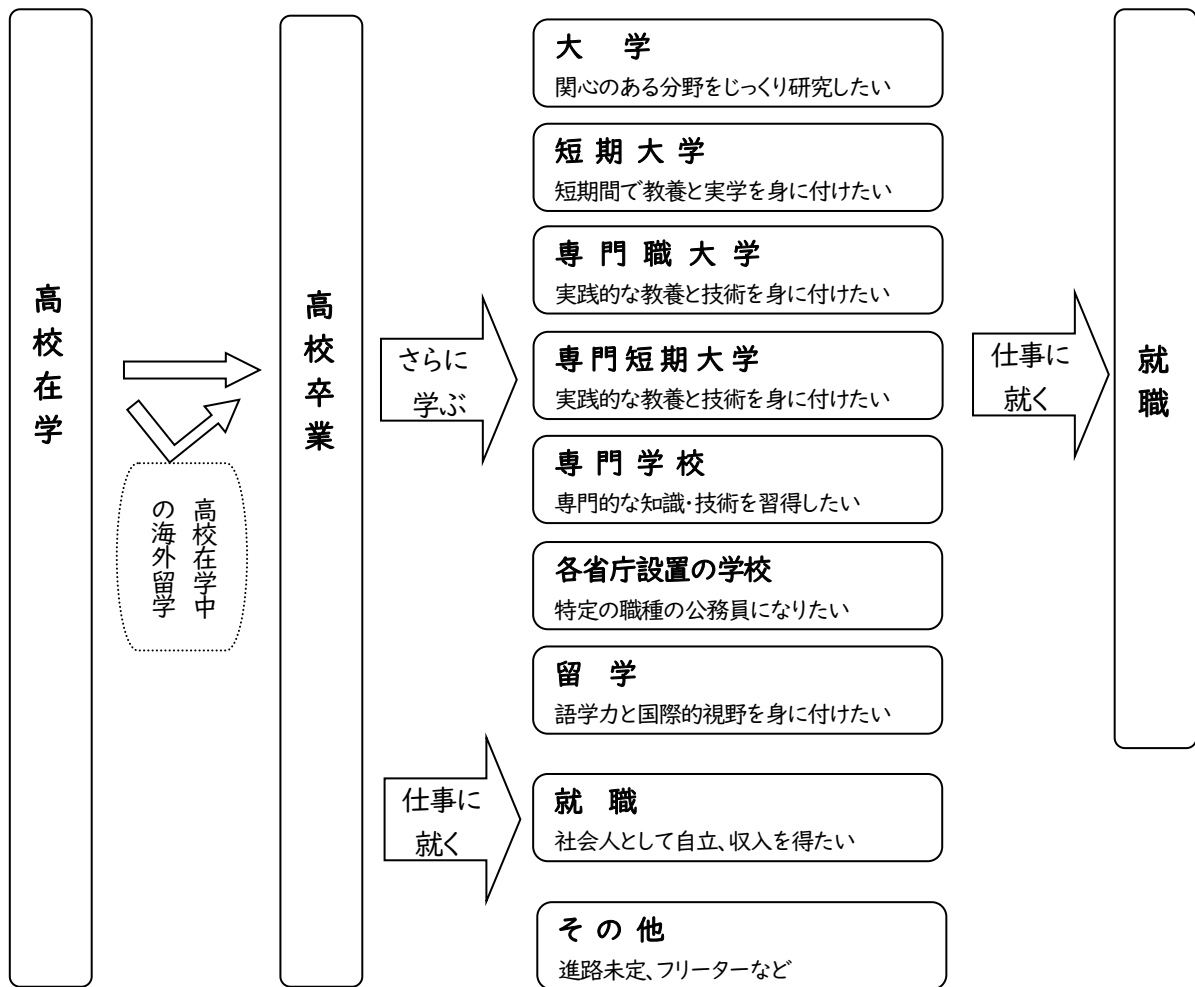 高校在学
高校在学中
の海外留学
高校卒業
さらに
学ぶ
仕事に
就く
大 学
関心のある分野をじっくり研究したい
短期大学
短期間で教養と実学を身に付けたい
専門職大学
実践的な教養と技術を身に付けたい
専門短期大学
実践的な教養と技術を身に付けたい
専門学校
専門的な知識・技術を習得したい
各省庁設置の学校
特定の職種の公務員になりたい
留 学
語学力と国際的視野を身に付けたい
就 職
社会人として自立、収入を得たい
その他
進路未定、フリーターなど
仕事に
就く
就職